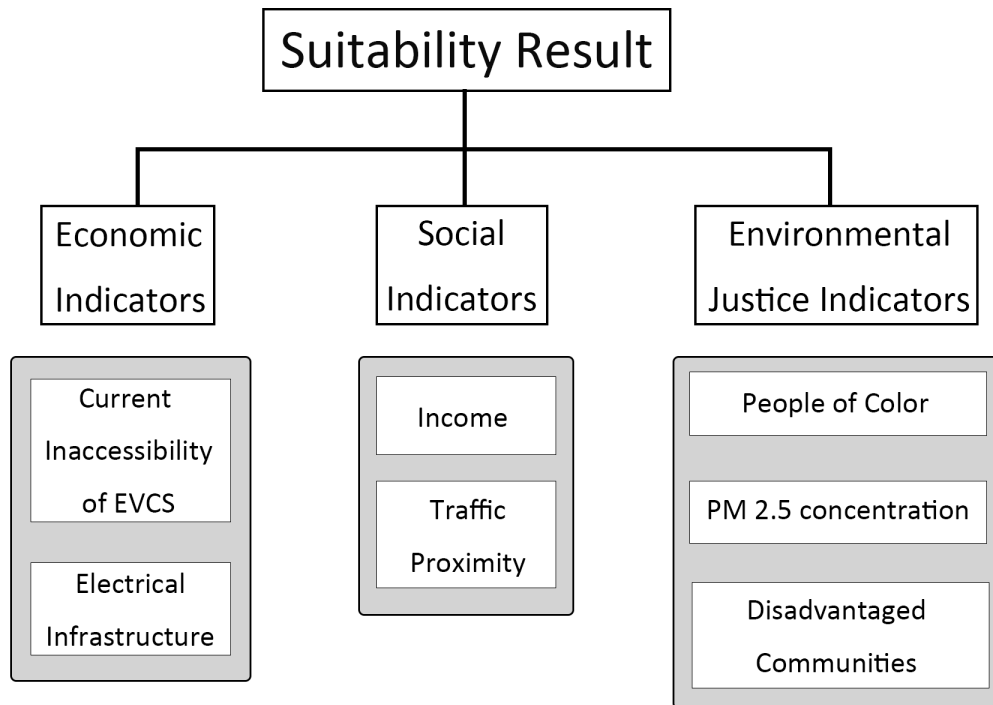 Suitability Result
Economic
Indicators
Social
Indicators
Environmental
Justice Indicators
Current
Inaccessibility
of EVCS
Electrical
Infrastructure
Income
Traffic
Proximity
People of Color
PM 2.5 concentration
Disadvantaged
Communities